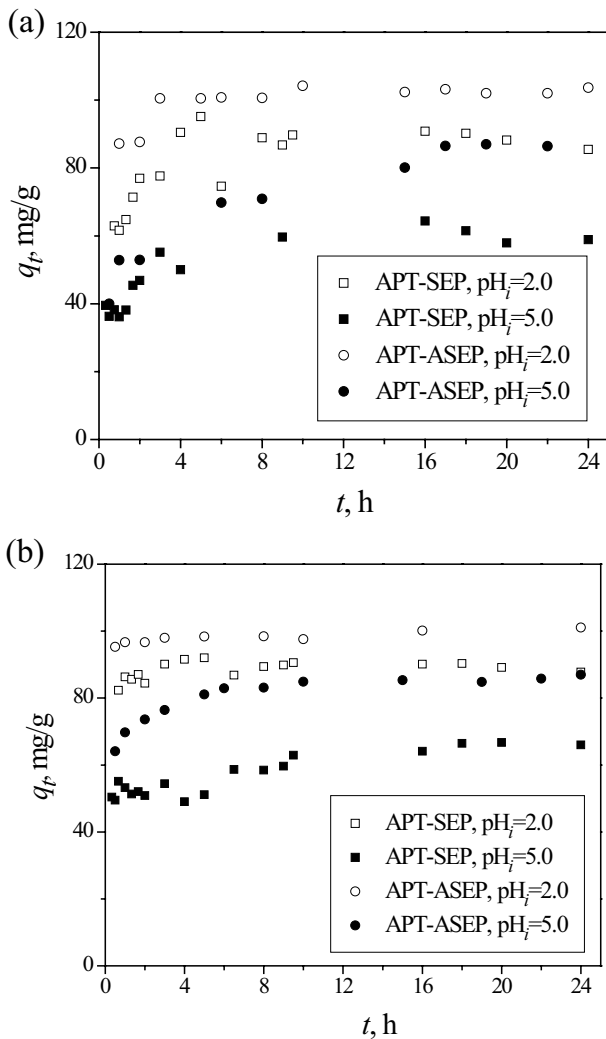 (a)
120
80
40
0
q_t, mg/g
□ APT-SEP, pH_i=2.0
■ APT-SEP, pH_i=5.0
○ APT-ASEP, pH_i=2.0
● APT-ASEP, pH_i=5.0
0 4 8 12 16 20 24
t, h
(b)
120
80
40
0
q_t, mg/g
□ APT-SEP, pH_i=2.0
■ APT-SEP, pH_i=5.0
○ APT-ASEP, pH_i=2.0
● APT-ASEP, pH_i=5.0
0 4 8 12 16 20 24
t, h